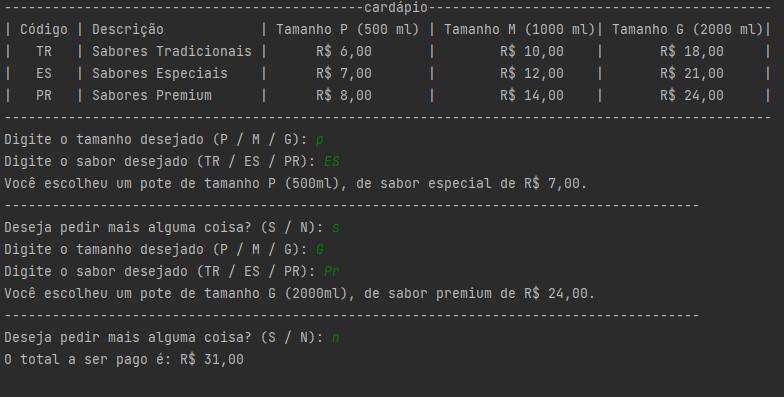 ---------------------------------------------cardápio-------------------------------------------
| Código | Descrição            | Tamanho P (500 ml) | Tamanho M (1000 ml)| Tamanho G (2000 ml)|
|   TR   | Sabores Tradicionais |      R$ 6,00       |        R$ 10,00    |       R$ 18,00     |
|   ES   | Sabores Especiais    |      R$ 7,00       |        R$ 12,00    |       R$ 21,00     |
|   PR   | Sabores Premium      |      R$ 8,00       |        R$ 14,00    |       R$ 24,00     |
------------------------------------------------------------------------------------------------
Digite o tamanho desejado (P / M / G): p
Digite o sabor desejado (TR / ES / PR): ES
Você escolheu um pote de tamanho P (500ml), de sabor especial de R$ 7,00.
---------------------------------------------------------------------------------------
Deseja pedir mais alguma coisa? (S / N): s
Digite o tamanho desejado (P / M / G): G
Digite o sabor desejado (TR / ES / PR): Pr
Você escolheu um pote de tamanho G (2000ml), de sabor premium de R$ 24,00.
---------------------------------------------------------------------------------------
Deseja pedir mais alguma coisa? (S / N): n
O total a ser pago é: R$ 31,00